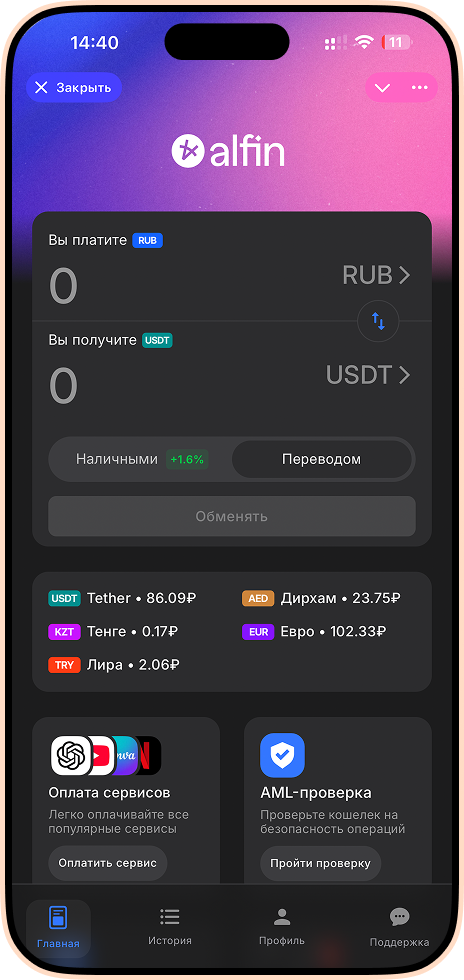 14:40
11
Закрыть
alfin
Вы платите RUB
0 RUB
Вы получите USDT
0 USDT
Наличными +1.6% Переводом
Обменять
USDT Tether • 86.09₽ AED Дирхам • 23.75₽
KZT Тенге • 0.17₽ EUR Евро • 102.33₽
TRY Лира • 2.06₽
nva N
Оплата сервисов
Легко оплачивайте все
популярные сервисы
Оплатить сервис
AML-проверка
Проверьте кошелек на
безопасность операций
Пройти проверку
Главная История Профиль Поддержка